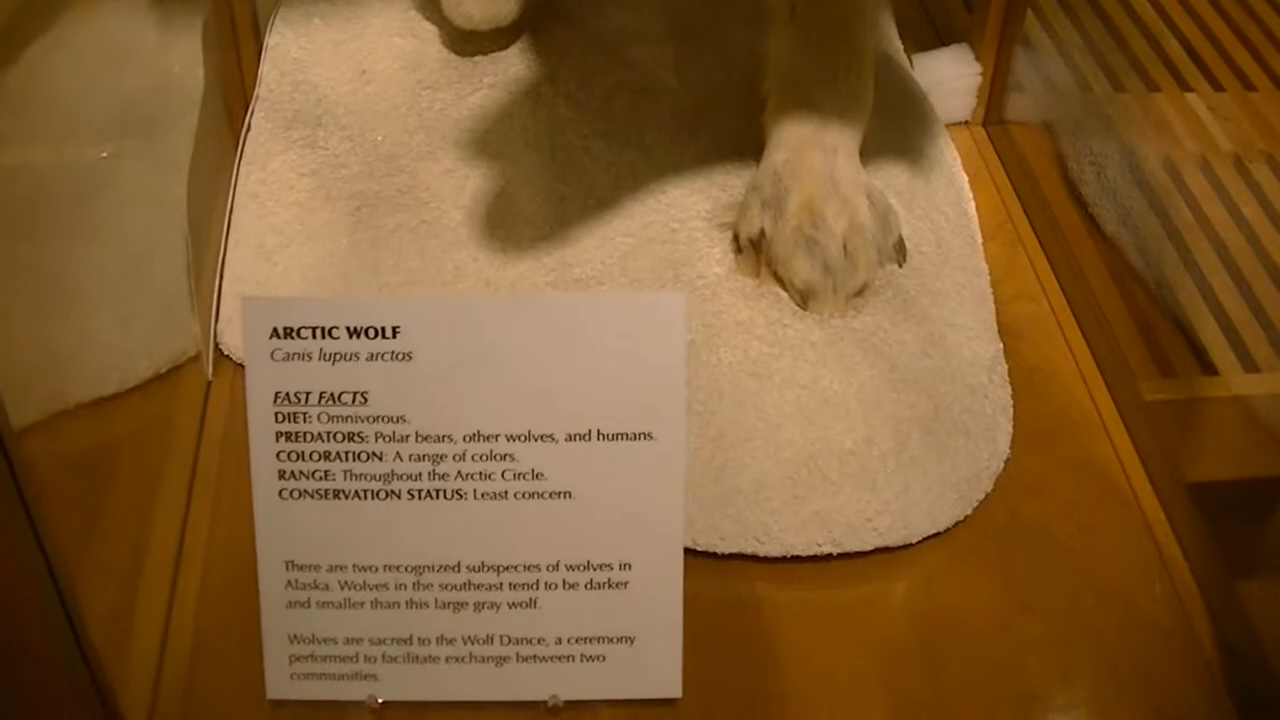 ARCTIC WOLF
Canis lupus arctos
FAST FACTS
DIET: Omnivorous.
PREDATORS: Polar bears, other wolves, and humans.
COLORATION: A range of colors.
RANGE: Throughout the Arctic Circle.
CONSERVATION STATUS: Least concern.
There are two recognized subspecies of wolves in
Alaska. Wolves in the southeast tend to be darker
and smaller than this large gray wolf.
Wolves are sacred to the Wolf Dance, a ceremony
performed to facilitate exchange between two
communities.